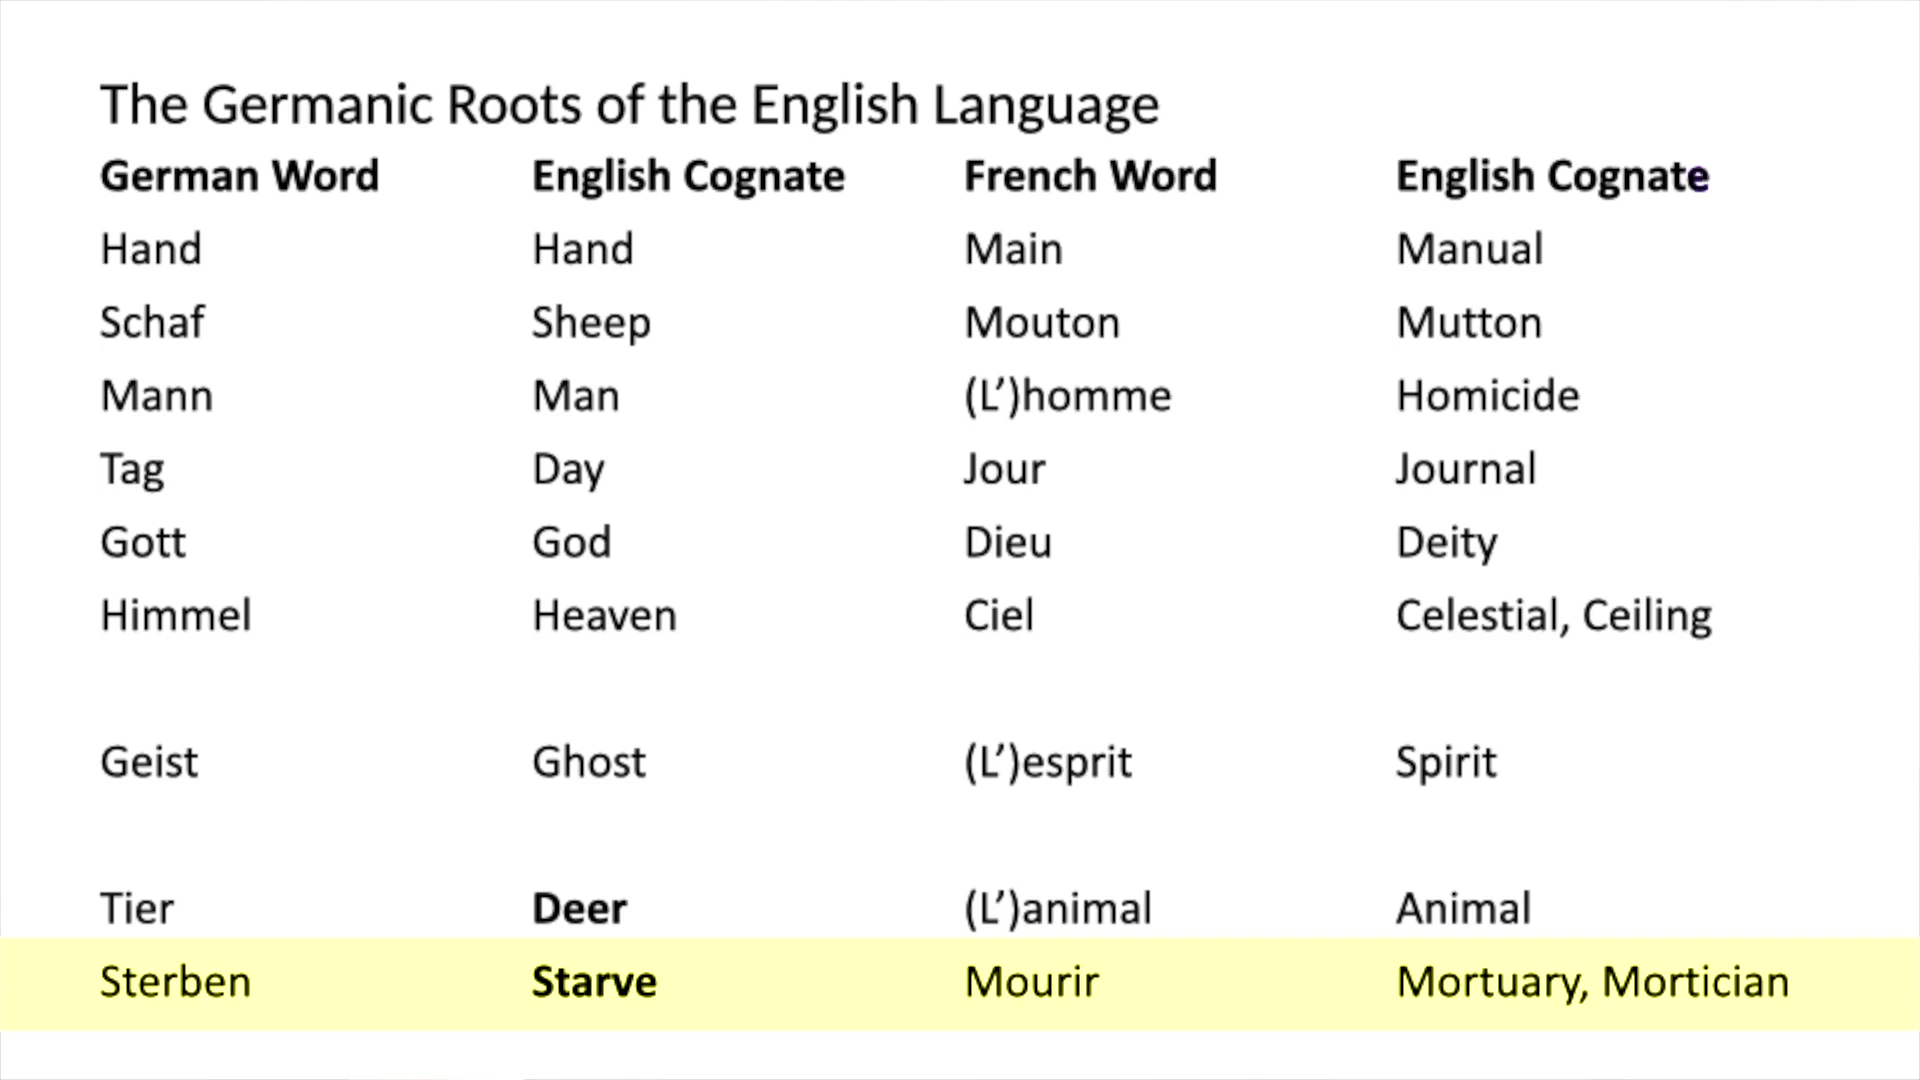 The Germanic Roots of the English Language
German Word English Cognate French Word English Cognate
Hand Hand Main Manual
Schaf Sheep Mouton Mutton
Mann Man (L’)homme Homicide
Tag Day Jour Journal
Gott God Dieu Deity
Himmel Heaven Ciel Celestial, Ceiling
Geist Ghost (L’)esprit Spirit
Tier Deer (L’)animal Animal
Sterben Starve Mourir Mortuary, Mortician